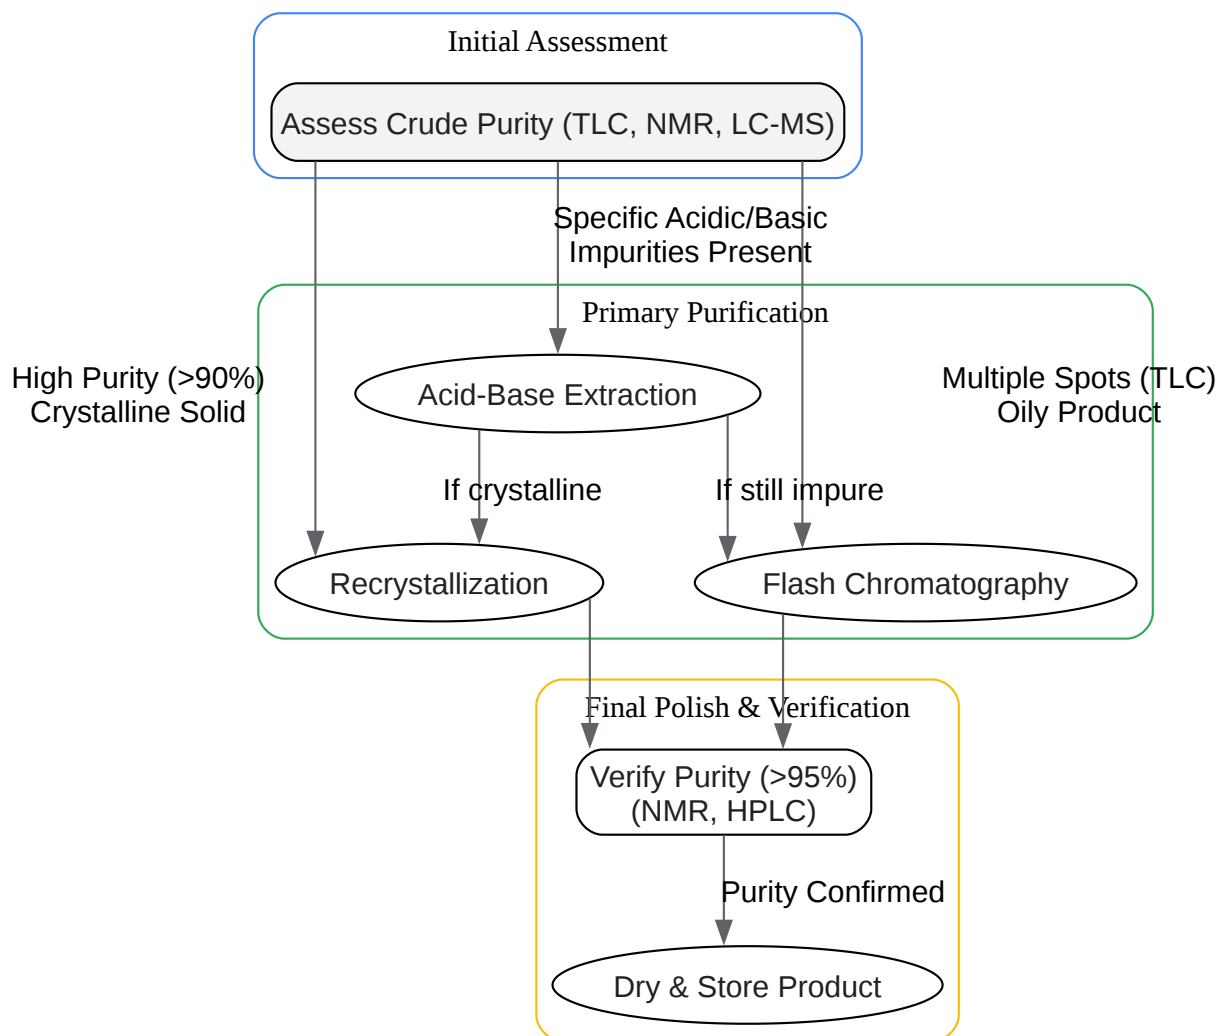 Initial Assessment
Assess Crude Purity (TLC, NMR, LC-MS)
Specific Acidic/Basic
Impurities Present
Primary Purification
High Purity (>90%)
Crystalline Solid
Acid-Base Extraction
Multiple Spots (TLC)
Oily Product
If crystalline
If still impure
Recrystallization
Flash Chromatography
Final Polish & Verification
Verify Purity (>95%)
(NMR, HPLC)
Purity Confirmed
Dry & Store Product